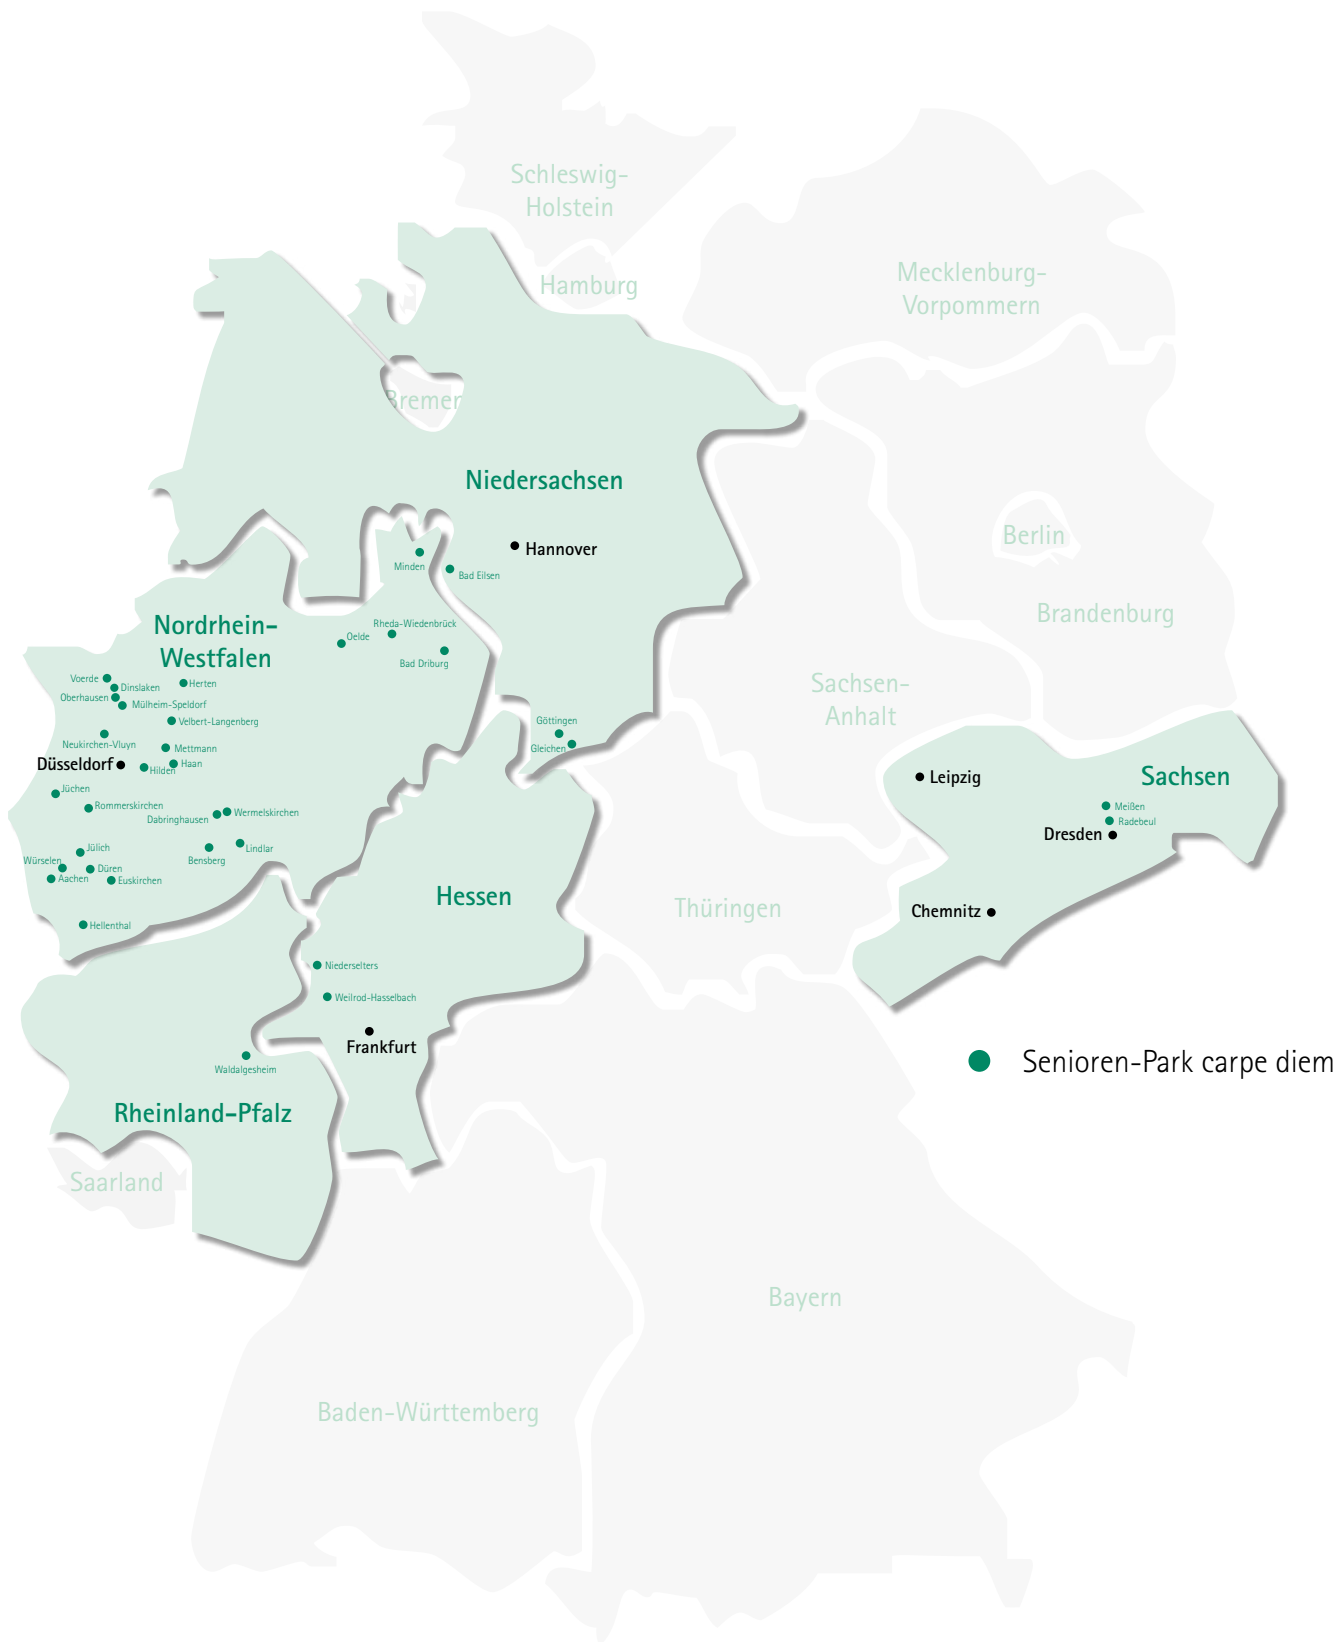 Schleswig-
Holstein
Hamburg
Mecklenburg-
Vorpommern
Bremen
Niedersachsen
Hannover
Berlin
Brandenburg
Minden
Bad Eilsen
Nordrhein-
Westfalen
Rheda-Wiedenbrück
Oelde
Bad Driburg
Voerde
Dinslaken
Herten
Oberhausen
Mülheim-Speldorf
Velbert-Langenberg
Neukirchen-Vluyn
Mettmann
Düsseldorf
Hilden
Haan
Jüchen
Rommerskirchen
Dabringhausen
Wermelskirchen
Jülich
Bensberg
Lindlar
Würselen
Düren
Aachen
Euskirchen
Hellenthal
Göttingen
Gleichen
Sachsen-
Anhalt
Leipzig
Sachsen
Meißen
Radebeul
Dresden
Chemnitz
Thüringen
Hessen
Niederselters
Weilrod-Hasselbach
Frankfurt
Waldalgesheim
Rheinland-Pfalz
Saarland
Senioren-Park carpe diem
Bayern
Baden-Württemberg